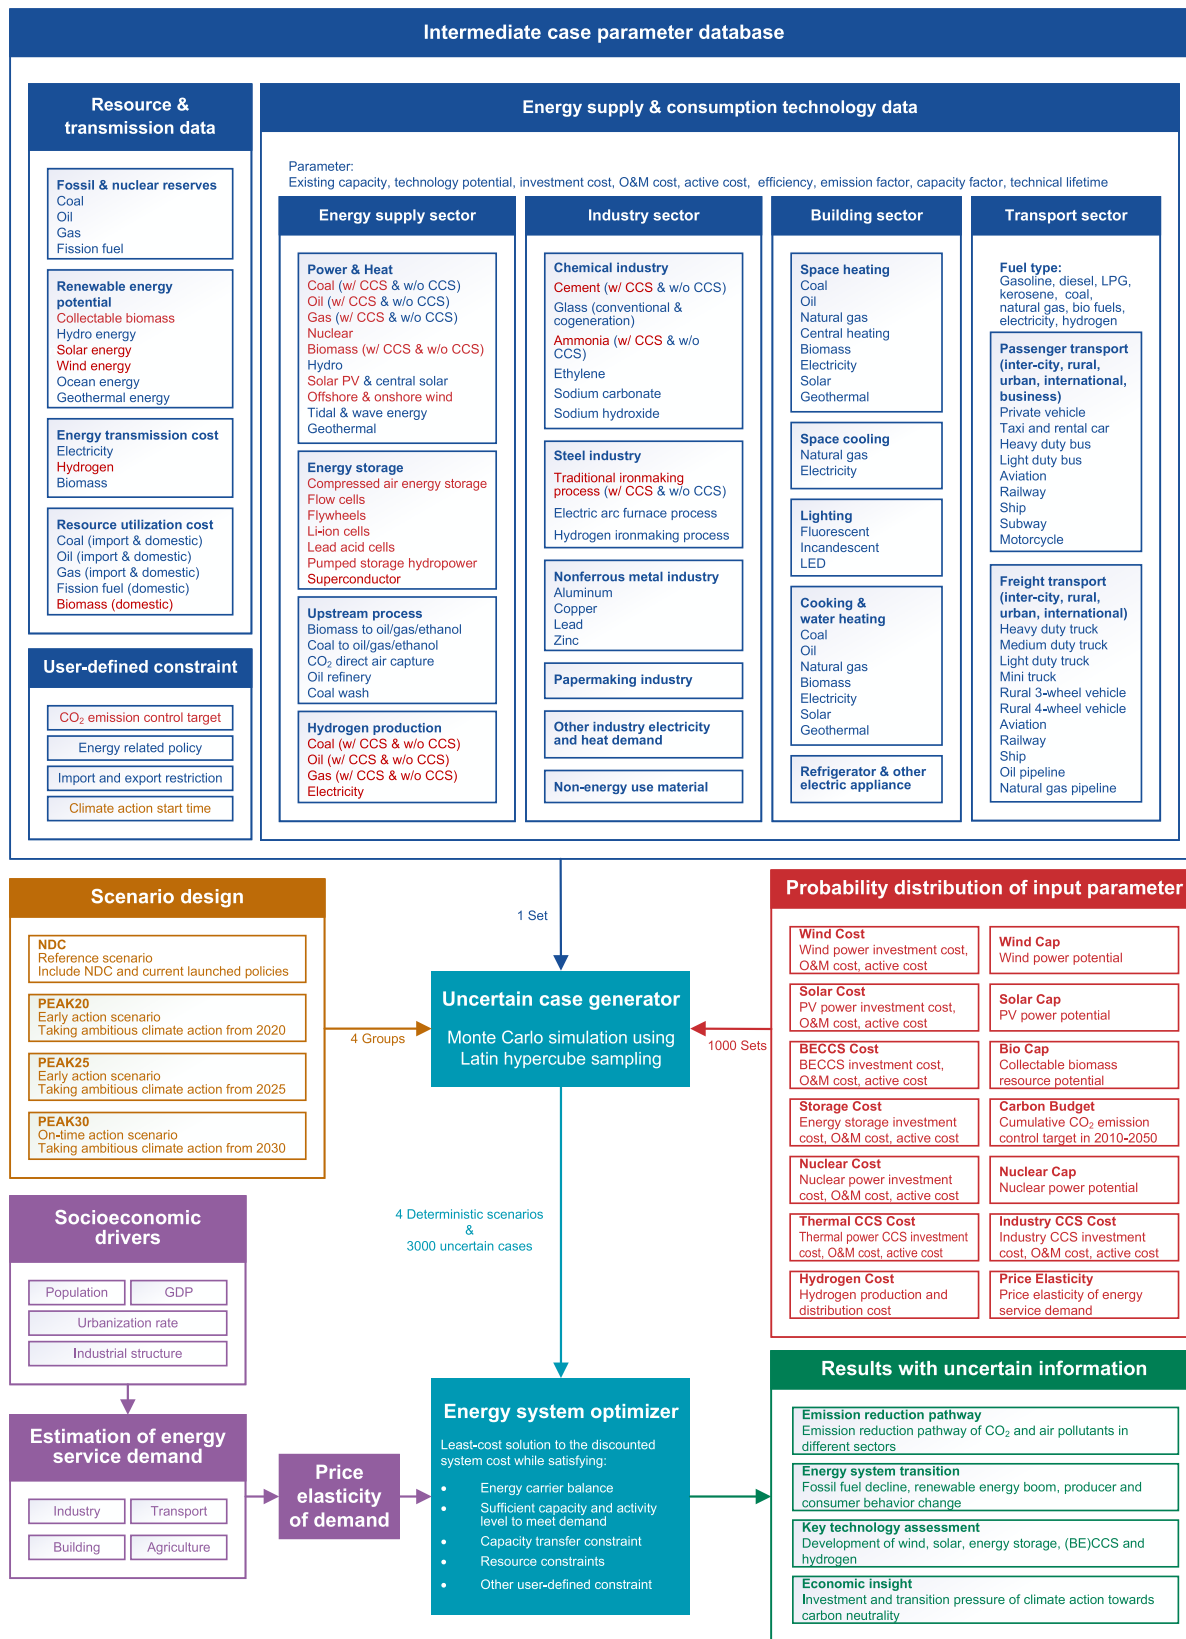 Intermediate case parameter database
Resource &
transmission data
Fossil & nuclear reserves
Coal
Oil
Gas
Fission fuel
Renewable energy
potential
Collectable biomass
Hydro energy
Solar energy
Wind energy
Ocean energy
Geothermal energy
Energy transmission cost
Electricity
Hydrogen
Biomass
Resource utilization cost
Coal (import & domestic)
Oil (import & domestic)
Gas (import & domestic)
Fission fuel (domestic)
Biomass (domestic)
User-defined constraint
CO₂ emission control target
Energy related policy
Import and export restriction
Climate action start time
Energy supply & consumption technology data
Parameter:
Existing capacity, technology potential, investment cost, O&M cost, active cost, efficiency, emission factor, capacity factor, technical lifetime
Energy supply sector
Power & Heat
Coal (w/ CCS & w/o CCS)
Oil (w/ CCS & w/o CCS)
Gas (w/ CCS & w/o CCS)
Nuclear
Biomass (w/ CCS & w/o CCS)
Hydro
Solar PV & central solar
Offshore & onshore wind
Tidal & wave energy
Geothermal
Energy storage
Compressed air energy storage
Flow cells
Flywheels
Li-ion cells
Lead acid cells
Pumped storage hydropower
Superconductor
Upstream process
Biomass to oil/gas/ethanol
Coal to oil/gas/ethanol
CO₂ direct air capture
Oil refinery
Coal wash
Hydrogen production
Coal (w/ CCS & w/o CCS)
Oil (w/ CCS & w/o CCS)
Gas (w/ CCS & w/o CCS)
Electricity
Industry sector
Chemical industry
Cement (w/ CCS & w/o CCS)
Glass (conventional &
cogeneration)
Ammonia (w/ CCS & w/o
CCS)
Ethylene
Sodium carbonate
Sodium hydroxide
Steel industry
Traditional ironmaking
process (w/ CCS & w/o CCS)
Electric arc furnace process
Hydrogen ironmaking process
Nonferrous metal industry
Aluminum
Copper
Lead
Zinc
Papermaking industry
Other industry electricity
and heat demand
Non-energy use material
Building sector
Space heating
Coal
Oil
Natural gas
Central heating
Biomass
Electricity
Solar
Geothermal
Space cooling
Natural gas
Electricity
Lighting
Fluorescent
Incandescent
LED
Cooking &
water heating
Coal
Oil
Natural gas
Biomass
Electricity
Solar
Geothermal
Refrigerator & other
electric appliance
Transport sector
Fuel type:
Gasoline, diesel, LPG,
kerosene, coal,
natural gas, bio fuels,
electricity, hydrogen
Passenger transport
(inter-city, rural,
urban, international,
business)
Private vehicle
Taxi and rental car
Heavy duty bus
Light duty bus
Aviation
Railway
Ship
Subway
Motorcycle
Freight transport
(inter-city, rural,
urban, international)
Heavy duty truck
Medium duty truck
Light duty truck
Mini truck
Rural 3-wheel vehicle
Rural 4-wheel vehicle
Aviation
Railway
Ship
Oil pipeline
Natural gas pipeline
Scenario design
NDC
Reference scenario
Include NDC and current launched policies
PEAK20
Early action scenario
Taking ambitious climate action from 2020
PEAK25
Early action scenario
Taking ambitious climate action from 2025
PEAK30
On-time action scenario
Taking ambitious climate action from 2030
1 Set
4 Groups
Uncertain case generator
Monte Carlo simulation using
Latin hypercube sampling
1000 Sets
Probability distribution of input parameter
Wind Cost
Wind power investment cost,
O&M cost, active cost
Wind Cap
Wind power potential
Solar Cost
PV power investment cost,
O&M cost, active cost
Solar Cap
PV power potential
BECCS Cost
BECCS investment cost,
O&M cost, active cost
Bio Cap
Collectable biomass
resource potential
Storage Cost
Energy storage investment
cost, O&M cost, active cost
Carbon Budget
Cumulative CO₂ emission
control target in 2010-2050
Nuclear Cost
Nuclear power investment
cost, O&M cost, active cost
Nuclear Cap
Nuclear power potential
Thermal CCS Cost
Thermal power CCS investment
cost, O&M cost, active cost
Industry CCS Cost
Industry CCS investment
cost, O&M cost, active cost
Hydrogen Cost
Hydrogen production and
distribution cost
Price Elasticity
Price elasticity of energy
service demand
4 Deterministic scenarios
&
3000 uncertain cases
Socioeconomic
drivers
Population
GDP
Urbanization rate
Industrial structure
Estimation of energy
service demand
Industry
Transport
Building
Agriculture
Price
elasticity
of demand
Energy system optimizer
Least-cost solution to the discounted
system cost while satisfying:
• Energy carrier balance
• Sufficient capacity and activity
level to meet demand
• Capacity transfer constraint
• Resource constraints
• Other user-defined constraint
Results with uncertain information
Emission reduction pathway
Emission reduction pathway of CO₂ and air pollutants in
different sectors
Energy system transition
Fossil fuel decline, renewable energy boom, producer and
consumer behavior change
Key technology assessment
Development of wind, solar, energy storage, (BE)CCS and
hydrogen
Economic insight
Investment and transition pressure of climate action towards
carbon neutrality